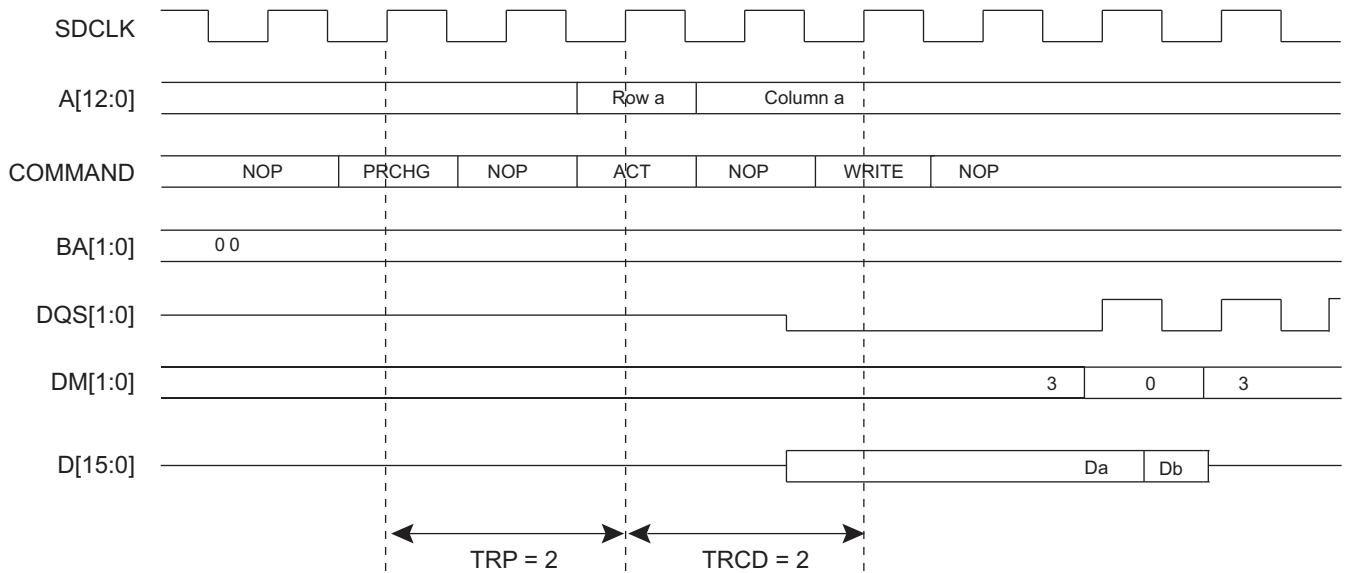 SDCLK
A[12:0] Row a Column a
COMMAND NOP PRCHG NOP ACT NOP WRITE NOP
BA[1:0] 0 0
DQS[1:0]
DM[1:0] 3 0 3
D[15:0] Da Db
TRP = 2 TRCD = 2